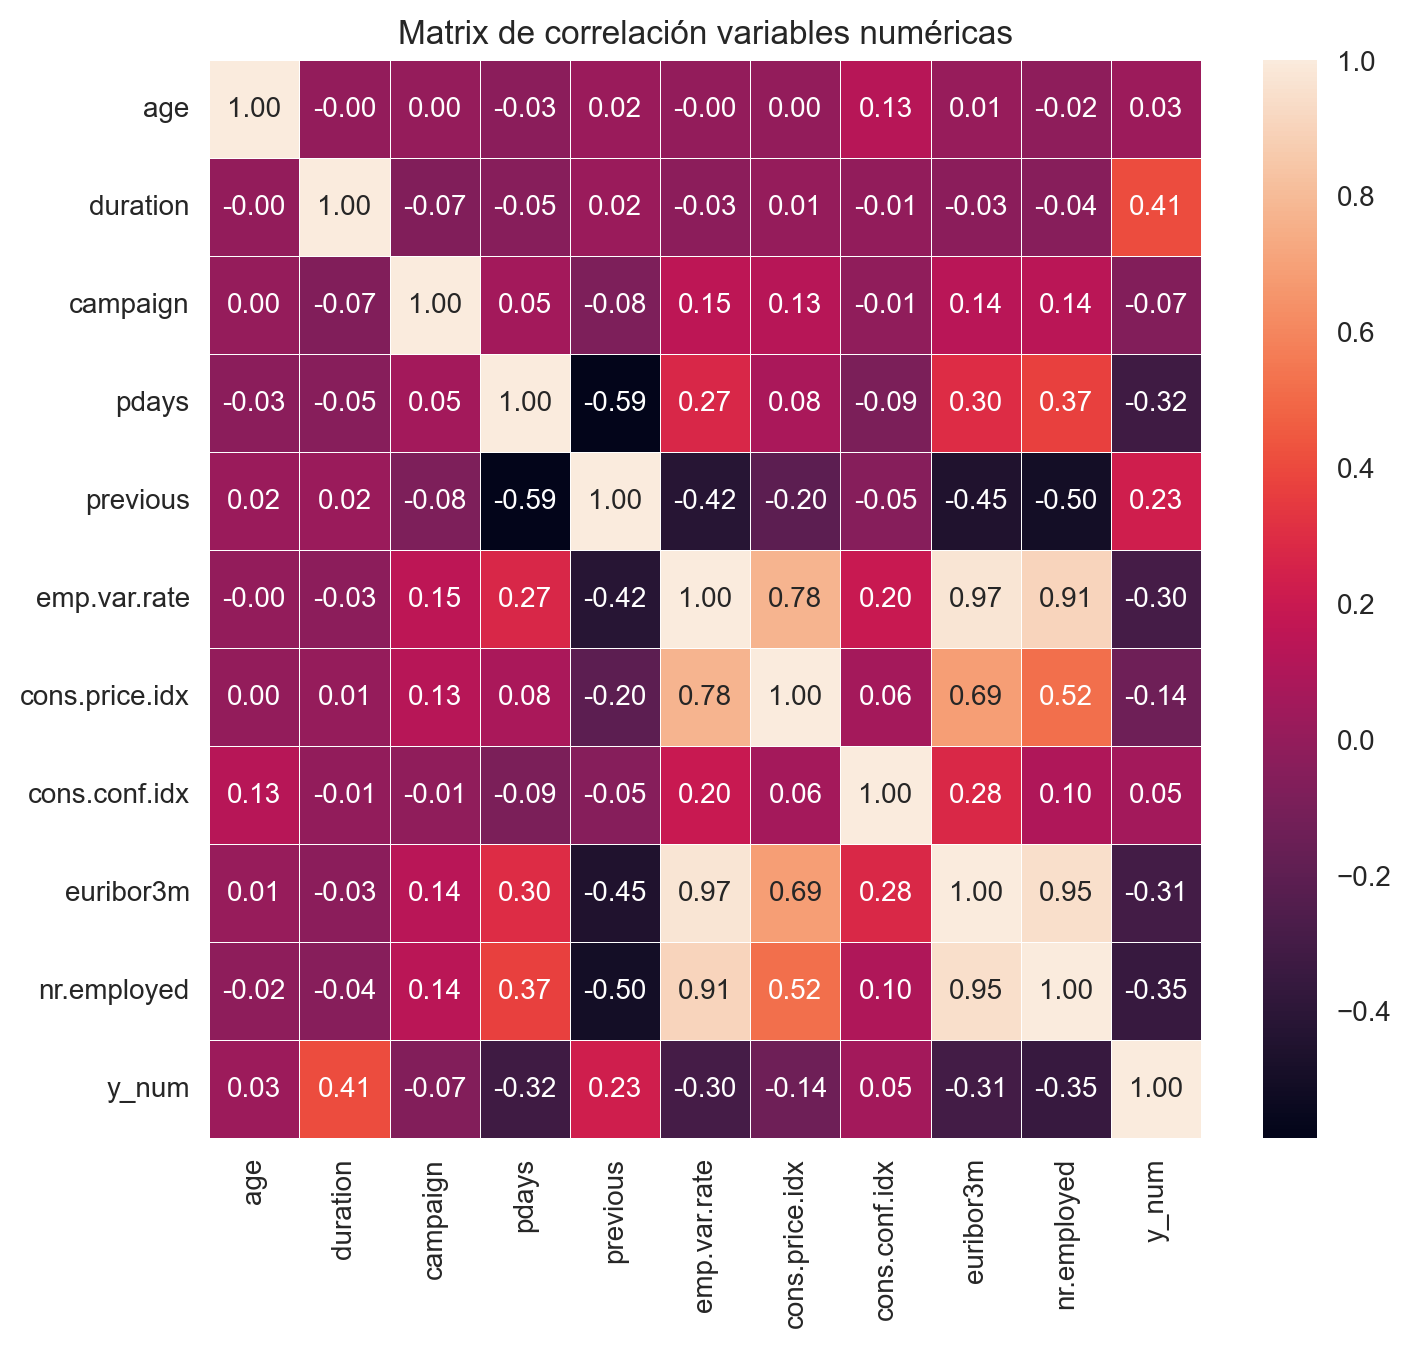 Matrix de correlación variables numéricas
age 1.00 -0.00 0.00 -0.03 0.02 -0.00 0.00 0.13 0.01 -0.02 0.03
duration -0.00 1.00 -0.07 -0.05 0.02 -0.03 0.01 -0.01 -0.03 -0.04 0.41
campaign 0.00 -0.07 1.00 0.05 -0.08 0.15 0.13 -0.01 0.14 0.14 -0.07
pdays -0.03 -0.05 0.05 1.00 -0.59 0.27 0.08 -0.09 0.30 0.37 -0.32
previous 0.02 0.02 -0.08 -0.59 1.00 -0.42 -0.20 -0.05 -0.45 -0.50 0.23
emp.var.rate -0.00 -0.03 0.15 0.27 -0.42 1.00 0.78 0.20 0.97 0.91 -0.30
cons.price.idx 0.00 0.01 0.13 0.08 -0.20 0.78 1.00 0.06 0.69 0.52 -0.14
cons.conf.idx 0.13 -0.01 -0.01 -0.09 -0.05 0.20 0.06 1.00 0.28 0.10 0.05
euribor3m 0.01 -0.03 0.14 0.30 -0.45 0.97 0.69 0.28 1.00 0.95 -0.31
nr.employed -0.02 -0.04 0.14 0.37 -0.50 0.91 0.52 0.10 0.95 1.00 -0.35
y_num 0.03 0.41 -0.07 -0.32 0.23 -0.30 -0.14 0.05 -0.31 -0.35 1.00
age duration campaign pdays previous emp.var.rate cons.price.idx cons.conf.idx euribor3m nr.employed y_num
1.0
0.8
0.6
0.4
0.2
0.0
−0.2
−0.4